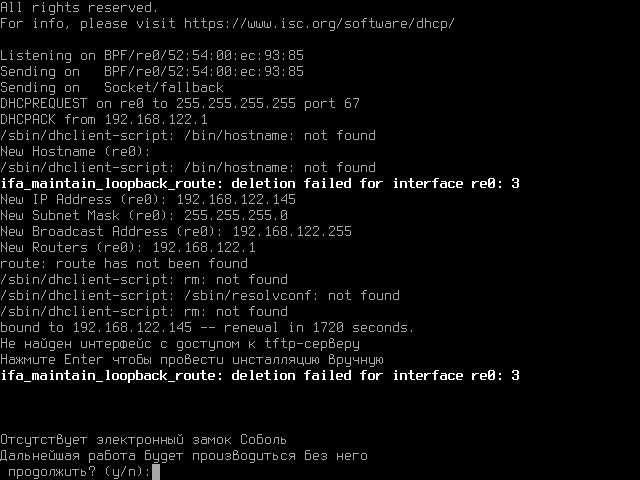 All rights reserved.
For info, please visit https://www.isc.org/software/dhcp/
Listening on BPF/re0/52:54:00:ec:93:85
Sending on   BPF/re0/52:54:00:ec:93:85
Sending on   Socket/fallback
DHCPREQUEST on re0 to 255.255.255.255 port 67
DHCPACK from 192.168.122.1
/sbin/dhclient-script: /bin/hostname: not found
New Hostname (re0):
/sbin/dhclient-script: /bin/hostname: not found
ifa_maintain_loopback_route: deletion failed for interface re0: 3
New IP Address (re0): 192.168.122.145
New Subnet Mask (re0): 255.255.255.0
New Broadcast Address (re0): 192.168.122.255
New Routers (re0): 192.168.122.1
route: route has not been found
/sbin/dhclient-script: rm: not found
/sbin/dhclient-script: /sbin/resolvconf: not found
/sbin/dhclient-script: rm: not found
bound to 192.168.122.145 -- renewal in 1720 seconds.
Не найден интерфейс с доступом к tftp-серверу
Нажмите Enter чтобы провести инсталляцию вручную
ifa_maintain_loopback_route: deletion failed for interface re0: 3
Отсутствует электронный замок Соболь
Дальнейшая работа будет производиться без него
продолжить? (y/n):